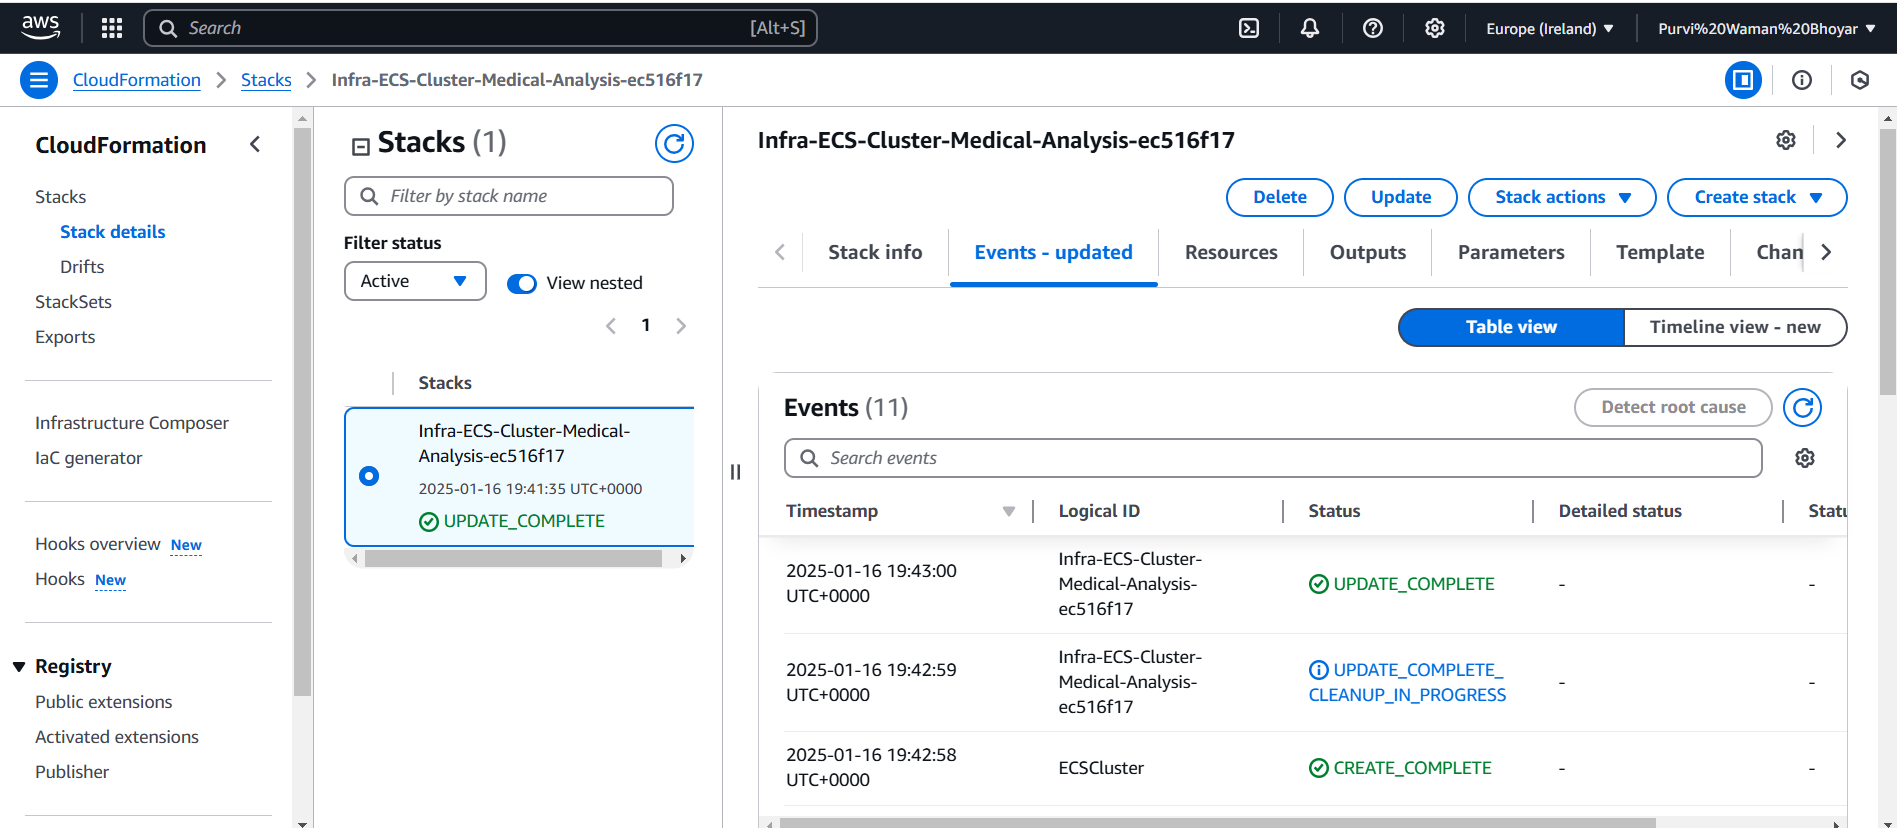 aws
Search
[Alt+S]
Europe (Ireland)
Purvi%20Waman%20Bhoyar
CloudFormation
Stacks
Infra-ECS-Cluster-Medical-Analysis-ec516f17
CloudFormation
Stacks
Stack details
Drifts
StackSets
Exports
Infrastructure Composer
IaC generator
Hooks overview New
Hooks New
Registry
Public extensions
Activated extensions
Publisher
Stacks (1)
Filter by stack name
Filter status
Active
View nested
1
Stacks
Infra-ECS-Cluster-Medical-
Analysis-ec516f17
2025-01-16 19:41:35 UTC+0000
UPDATE_COMPLETE
Infra-ECS-Cluster-Medical-Analysis-ec516f17
Delete
Update
Stack actions
Create stack
Stack info
Events - updated
Resources
Outputs
Parameters
Template
Chan
Table view
Timeline view - new
Events (11)
Detect root cause
Search events
Timestamp
Logical ID
Status
Detailed status
Statu
2025-01-16 19:43:00
UTC+0000
Infra-ECS-Cluster-
Medical-Analysis-
ec516f17
UPDATE_COMPLETE
-
-
2025-01-16 19:42:59
UTC+0000
Infra-ECS-Cluster-
Medical-Analysis-
ec516f17
UPDATE_COMPLETE_
CLEANUP_IN_PROGRESS
-
-
2025-01-16 19:42:58
UTC+0000
ECSCluster
CREATE_COMPLETE
-
-